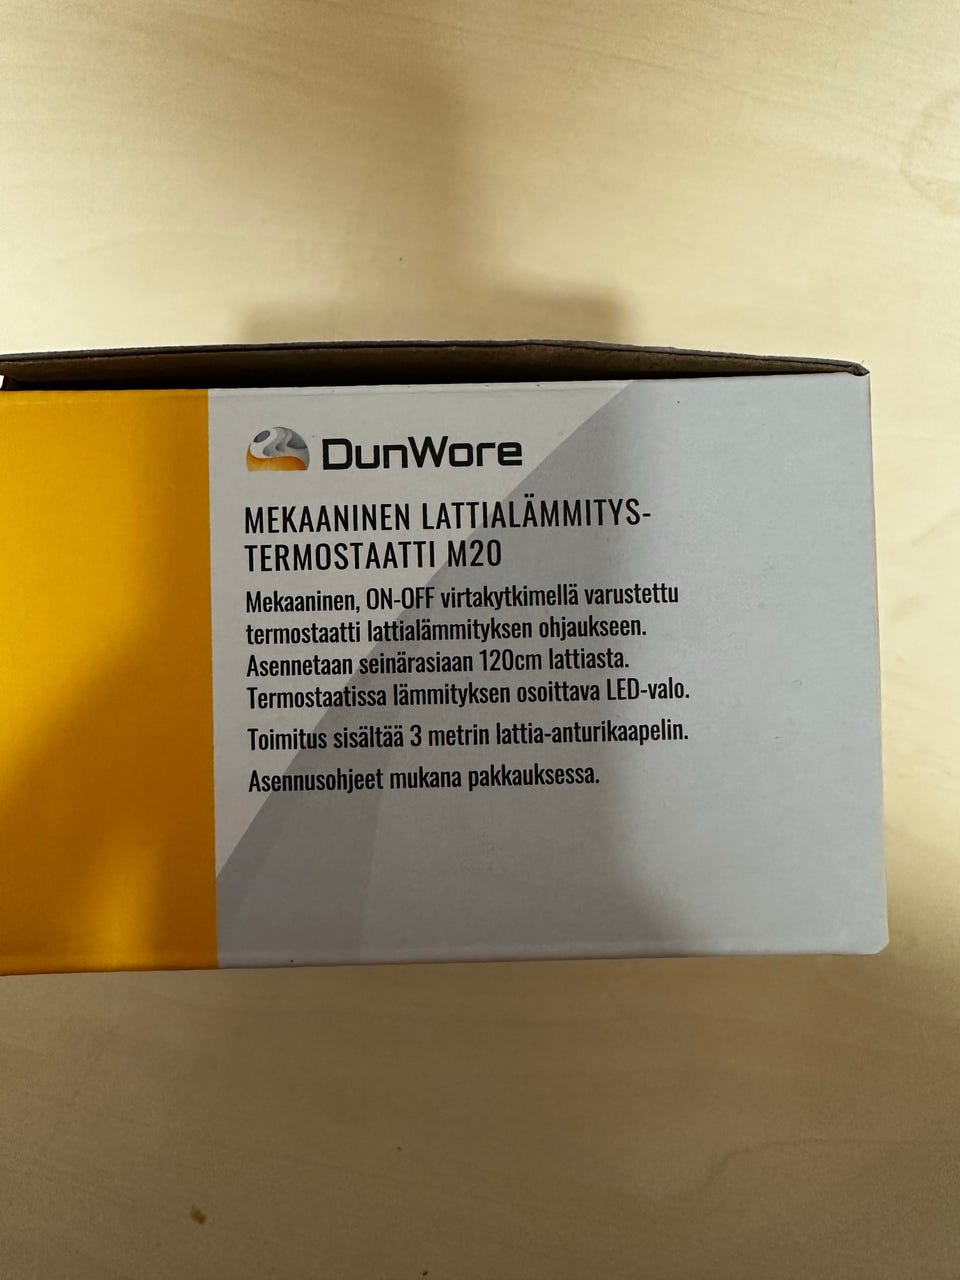 DunWore
MEKAANINEN LATTIALÄMMITYS-
TERMOSTAATTI M20
Mekaaninen, ON-OFF virtakytkimellä varustettu
termostaatti lattialämmityksen ohjaukseen.
Asennetaan seinärasiaan 120cm lattiasta.
Termostaatissa lämmityksen osoittava LED-valo.
Toimitus sisältää 3 metrin lattia-anturikaapelin.
Asennusohjeet mukana pakkauksessa.